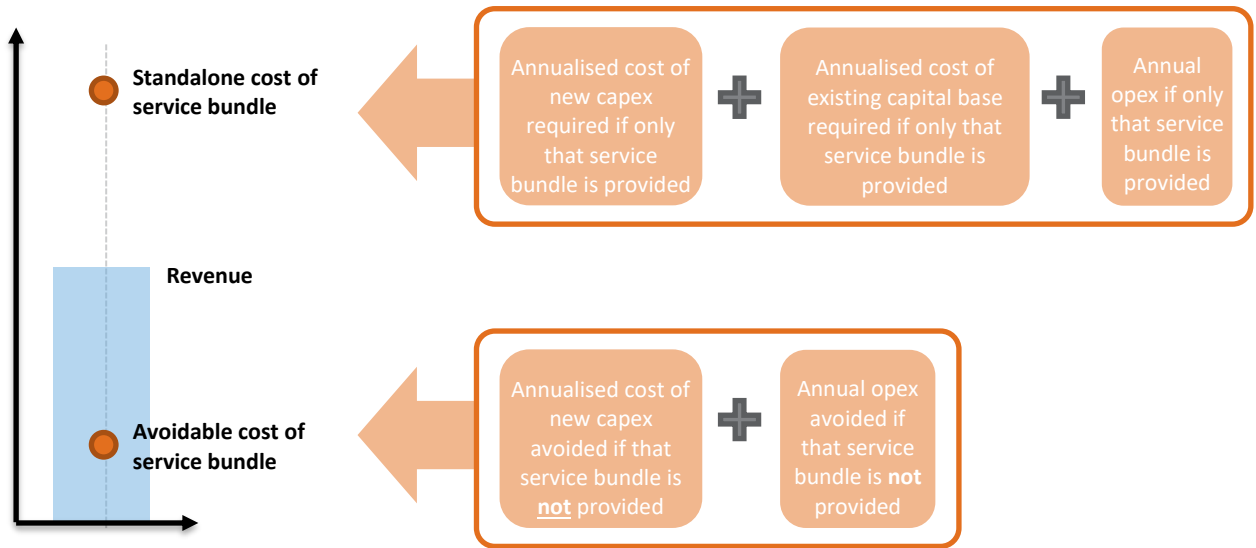 Standalone cost of
service bundle
Annualised cost of
new capex
required if only
that service
bundle is provided
Annualised cost of
existing capital base
required if only that
service bundle is
provided
Annual
opex if only
that service
bundle is
provided
Revenue
Avoidable cost of
service bundle
Annualised cost of
new capex
avoided if that
service bundle is
not provided
Annual opex
avoided if
that service
bundle is not
provided